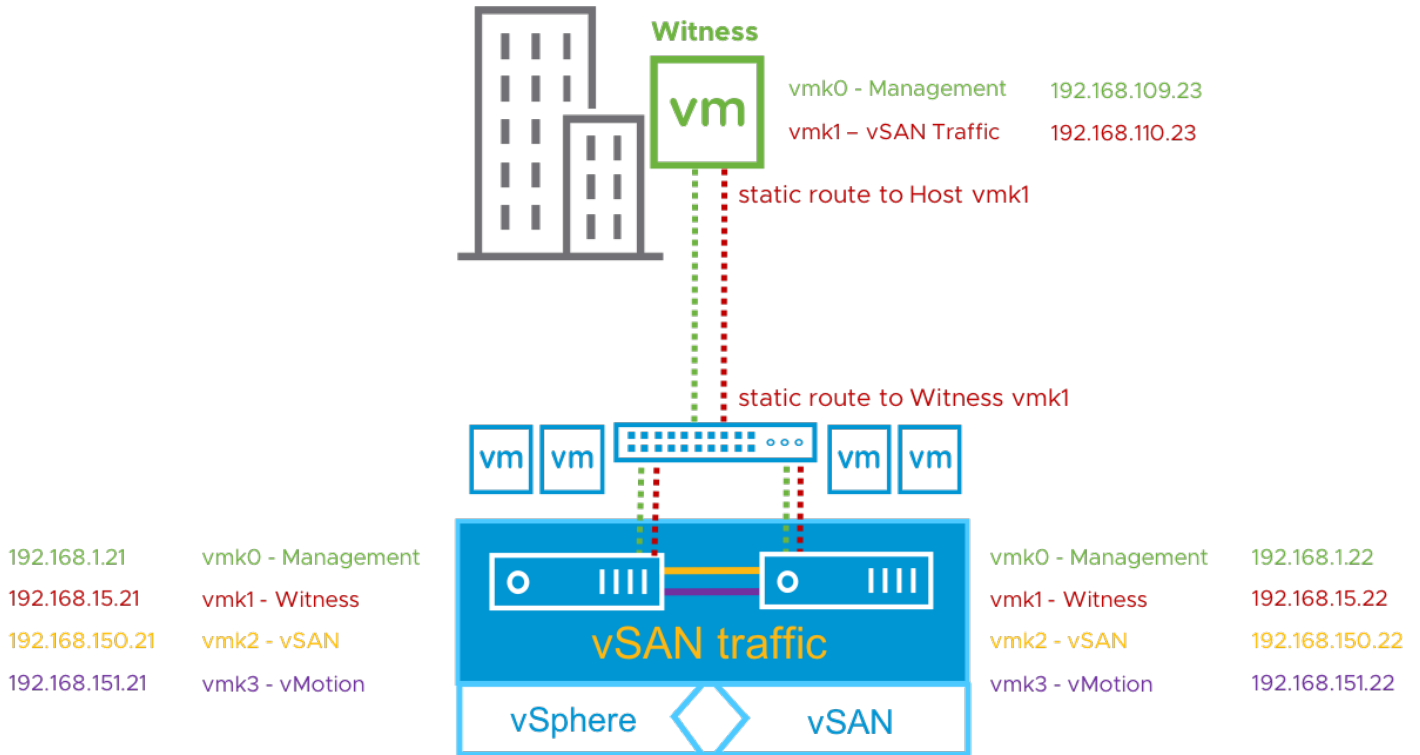 Witness
vm
vmk0 - Management 192.168.109.23
vmk1 – vSAN Traffic 192.168.110.23
static route to Host vmk1
static route to Witness vmk1
vm vm vm vm
192.168.1.21 vmk0 - Management vmk0 - Management 192.168.1.22
192.168.15.21 vmk1 - Witness vmk1 - Witness 192.168.15.22
192.168.150.21 vmk2 - vSAN vSAN traffic vmk2 - vSAN 192.168.150.22
192.168.151.21 vmk3 - vMotion vmk3 - vMotion 192.168.151.22
vSphere vSAN